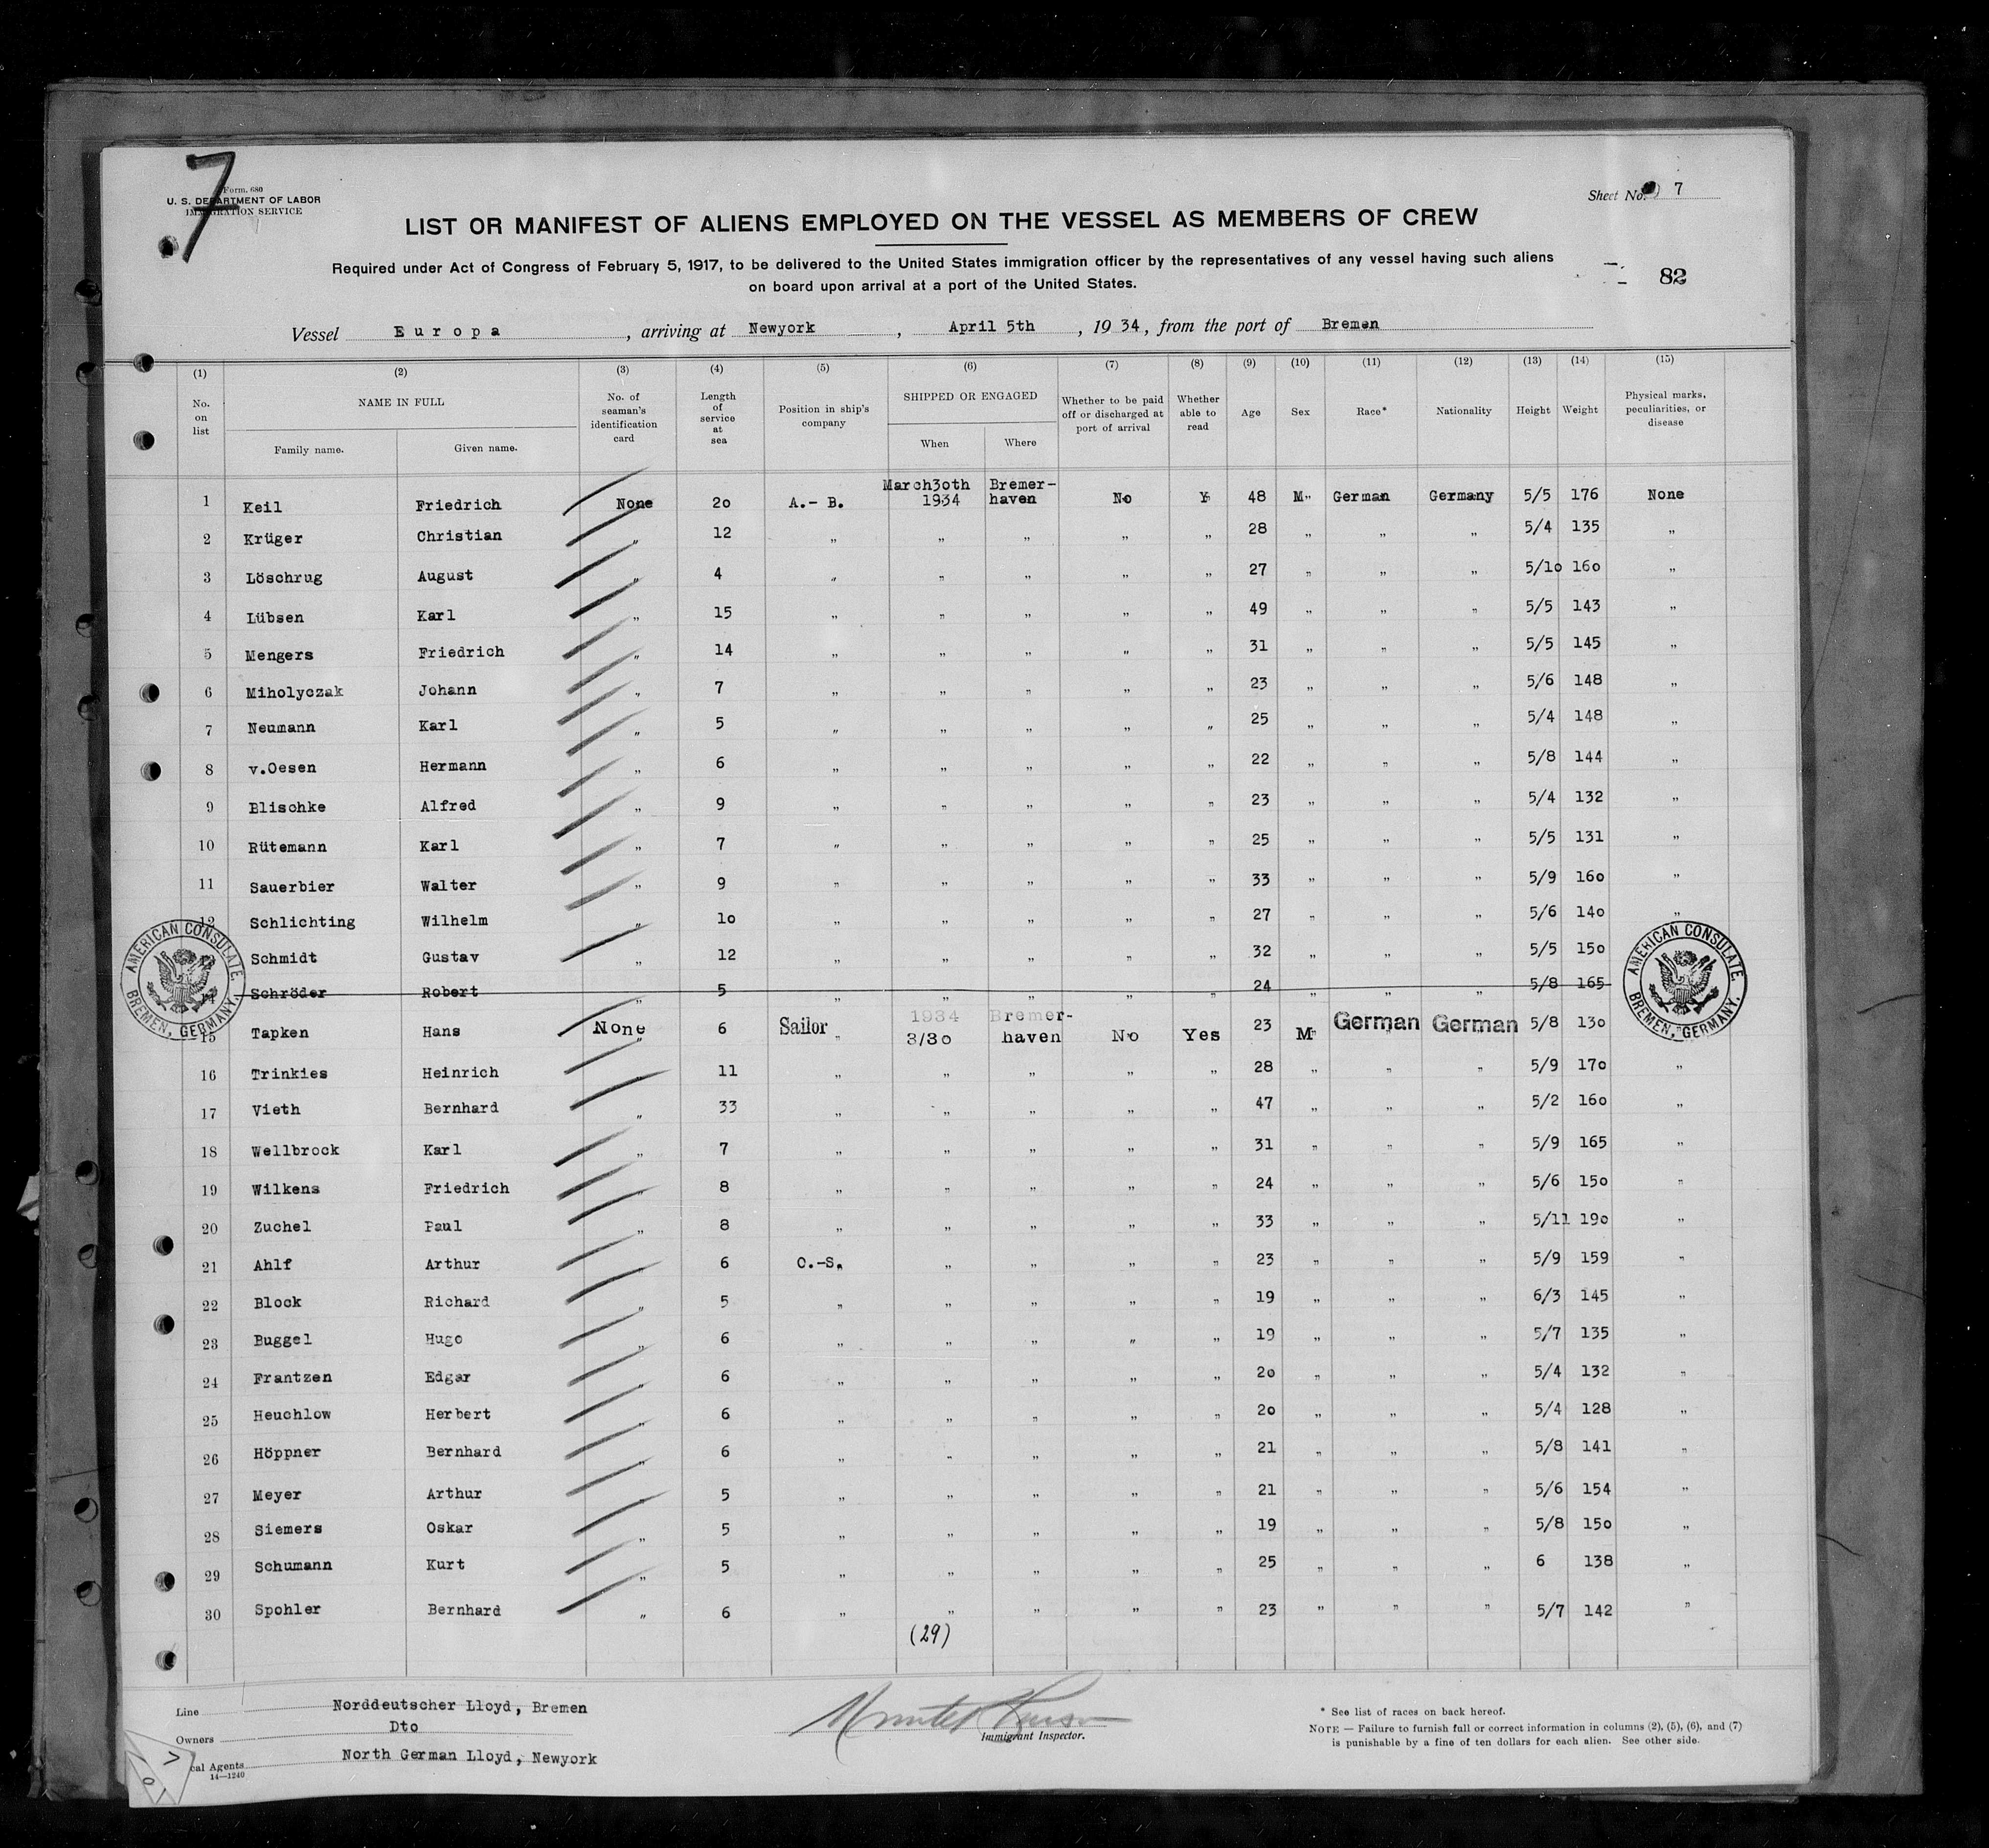 7
Form. 680
U. S. DEPARTMENT OF LABOR
IMMIGRATION SERVICE
Sheet No. 7
LIST OR MANIFEST OF ALIENS EMPLOYED ON THE VESSEL AS MEMBERS OF CREW
Required under Act of Congress of February 5, 1917, to be delivered to the United States immigration officer by the representatives of any vessel having such aliens
on board upon arrival at a port of the United States.
82
Vessel Europa, arriving at Newyork, April 5th, 1934, from the port of Bremen
(1) (2) (3) (4) (5) (6) (7) (8) (9) (10) (11) (12) (13) (14) (15)
No. on list NAME IN FULL Family name. Given name. No. of seaman's identification card Length of service at sea Position in ship's company SHIPPED OR ENGAGED When Where Whether to be paid off or discharged at port of arrival Whether able to read Age Sex Race* Nationality Height Weight Physical marks, peculiarities, or disease
1 Keil Friedrich None 20 A.- B. March30th 1934 Bremer-haven No Y 48 M German Germany 5/5 176 None
2 Krüger Christian „ 12 „ „ „ „ „ 28 „ „ „ 5/4 135 „
3 Löschrug August „ 4 „ „ „ „ „ 27 „ „ „ 5/10 160 „
4 Lübsen Karl „ 15 „ „ „ „ „ 49 „ „ „ 5/5 143 „
5 Mengers Friedrich „ 14 „ „ „ „ „ 31 „ „ „ 5/5 145 „
6 Miholyczak Johann „ 7 „ „ „ „ „ 23 „ „ „ 5/6 148 „
7 Neumann Karl „ 5 „ „ „ „ „ 25 „ „ „ 5/4 148 „
8 v.Oesen Hermann „ 6 „ „ „ „ „ 22 „ „ „ 5/8 144 „
9 Blischke Alfred „ 9 „ „ „ „ „ 23 „ „ „ 5/4 132 „
10 Rütemann Karl „ 7 „ „ „ „ „ 25 „ „ „ 5/5 131 „
11 Sauerbier Walter „ 9 „ „ „ „ „ 33 „ „ „ 5/9 160 „
12 Schlichting Wilhelm „ 10 „ „ „ „ „ 27 „ „ „ 5/6 140 „
Schmidt Gustav „ 12 „ „ „ „ „ 32 „ „ „ 5/5 150
14 Schröder Robert „ 5 „ „ „ „ „ 24 „ „ „ 5/8 165
15 Tapken Hans None 6 Sailor 1934 3/30 Bremer-haven No Yes 23 M German German 5/8 130
AMERICAN CONSULATE, BREMEN, GERMANY.
AMERICAN CONSULATE, BREMEN, GERMANY.
16 Trinkies Heinrich 11 „ „ „ „ „ 28 „ „ „ 5/9 170 „
17 Vieth Bernhard „ 33 „ „ „ „ „ 47 „ „ „ 5/2 160 „
18 Wellbrock Karl „ 7 „ „ „ „ „ 31 „ „ „ 5/9 165 „
19 Wilkens Friedrich „ 8 „ „ „ „ „ 24 „ „ „ 5/6 150 „
20 Zuchel Paul „ 8 „ „ „ „ „ 33 „ „ „ 5/11 190 „
21 Ahlf Arthur „ 6 C.-S. „ „ „ „ 23 „ „ „ 5/9 159 „
22 Block Richard „ 5 „ „ „ „ „ 19 „ „ „ 6/3 145 „
23 Buggel Hugo „ 6 „ „ „ „ „ 19 „ „ „ 5/7 135 „
24 Frantzen Edgar „ 6 „ „ „ „ „ 20 „ „ „ 5/4 132 „
25 Heuchlow Herbert „ 6 „ „ „ „ „ 20 „ „ „ 5/4 128 „
26 Höppner Bernhard „ 6 „ „ „ „ „ 21 „ „ „ 5/8 141 „
27 Meyer Arthur „ 5 „ „ „ „ „ 21 „ „ „ 5/6 154 „
28 Siemers Oskar „ 5 „ „ „ „ „ 19 „ „ „ 5/8 150 „
29 Schumann Kurt „ 5 „ „ „ „ „ 25 „ „ „ 6 138 „
30 Spohler Bernhard „ 6 „ „ „ „ „ 23 „ „ „ 5/7 142 „
(29)
Line Norddeutscher Lloyd, Bremen
Owners Dto
cal Agents North German Lloyd, Newyork
14—1240
Immigrant Inspector.
* See list of races on back hereof.
NOTE — Failure to furnish full or correct information in columns (2), (5), (6), and (7)
is punishable by a fine of ten dollars for each alien. See other side.